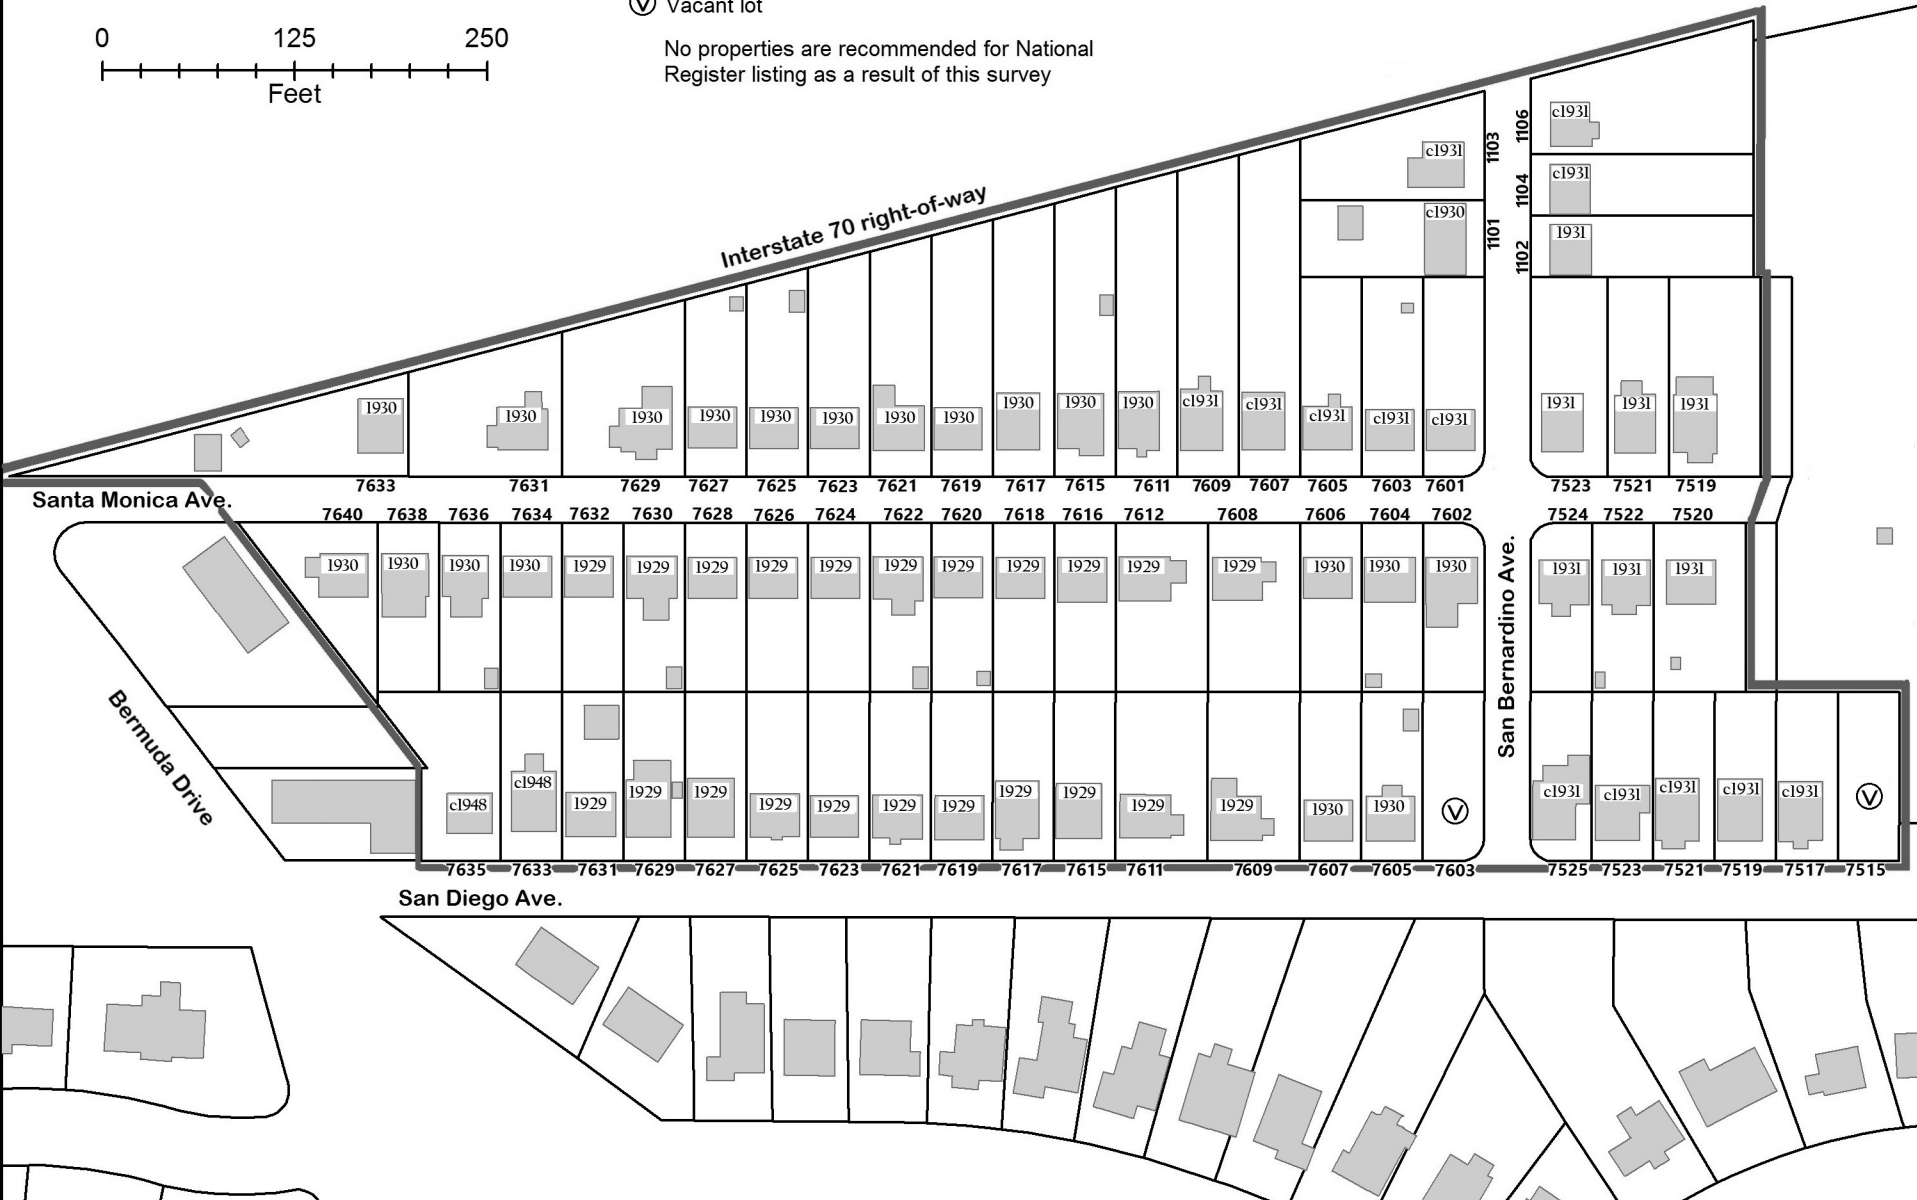 Ⓥ Vacant lot
0 125 250
Feet
No properties are recommended for National
Register listing as a result of this survey
Interstate 70 right-of-way
1103
1106
1104
1101
1102
c1931
c1931
c1931
c1930
1931
1930 1930 1930 1930 1930 1930 1930 1930 1930 1930 1930 c1931 c1931 c1931 c1931 c1931 1931 1931 1931
7633 7631 7629 7627 7625 7623 7621 7619 7617 7615 7611 7609 7607 7605 7603 7601 7523 7521 7519
Santa Monica Ave.
7640 7638 7636 7634 7632 7630 7628 7626 7624 7622 7620 7618 7616 7612 7608 7606 7604 7602 7524 7522 7520
1930 1930 1930 1930 1929 1929 1929 1929 1929 1929 1929 1929 1929 1929 1929 1930 1930 1930 1931 1931 1931
San Bernardino Ave.
Bermuda Drive
c1948 c1948 1929 1929 1929 1929 1929 1929 1929 1929 1929 1929 1929 1930 1930 Ⓥ c1931 c1931 c1931 c1931 c1931 Ⓥ
7635 7633 7631 7629 7627 7625 7623 7621 7619 7617 7615 7611 7609 7607 7605 7603 7525 7523 7521 7519 7517 7515
San Diego Ave.